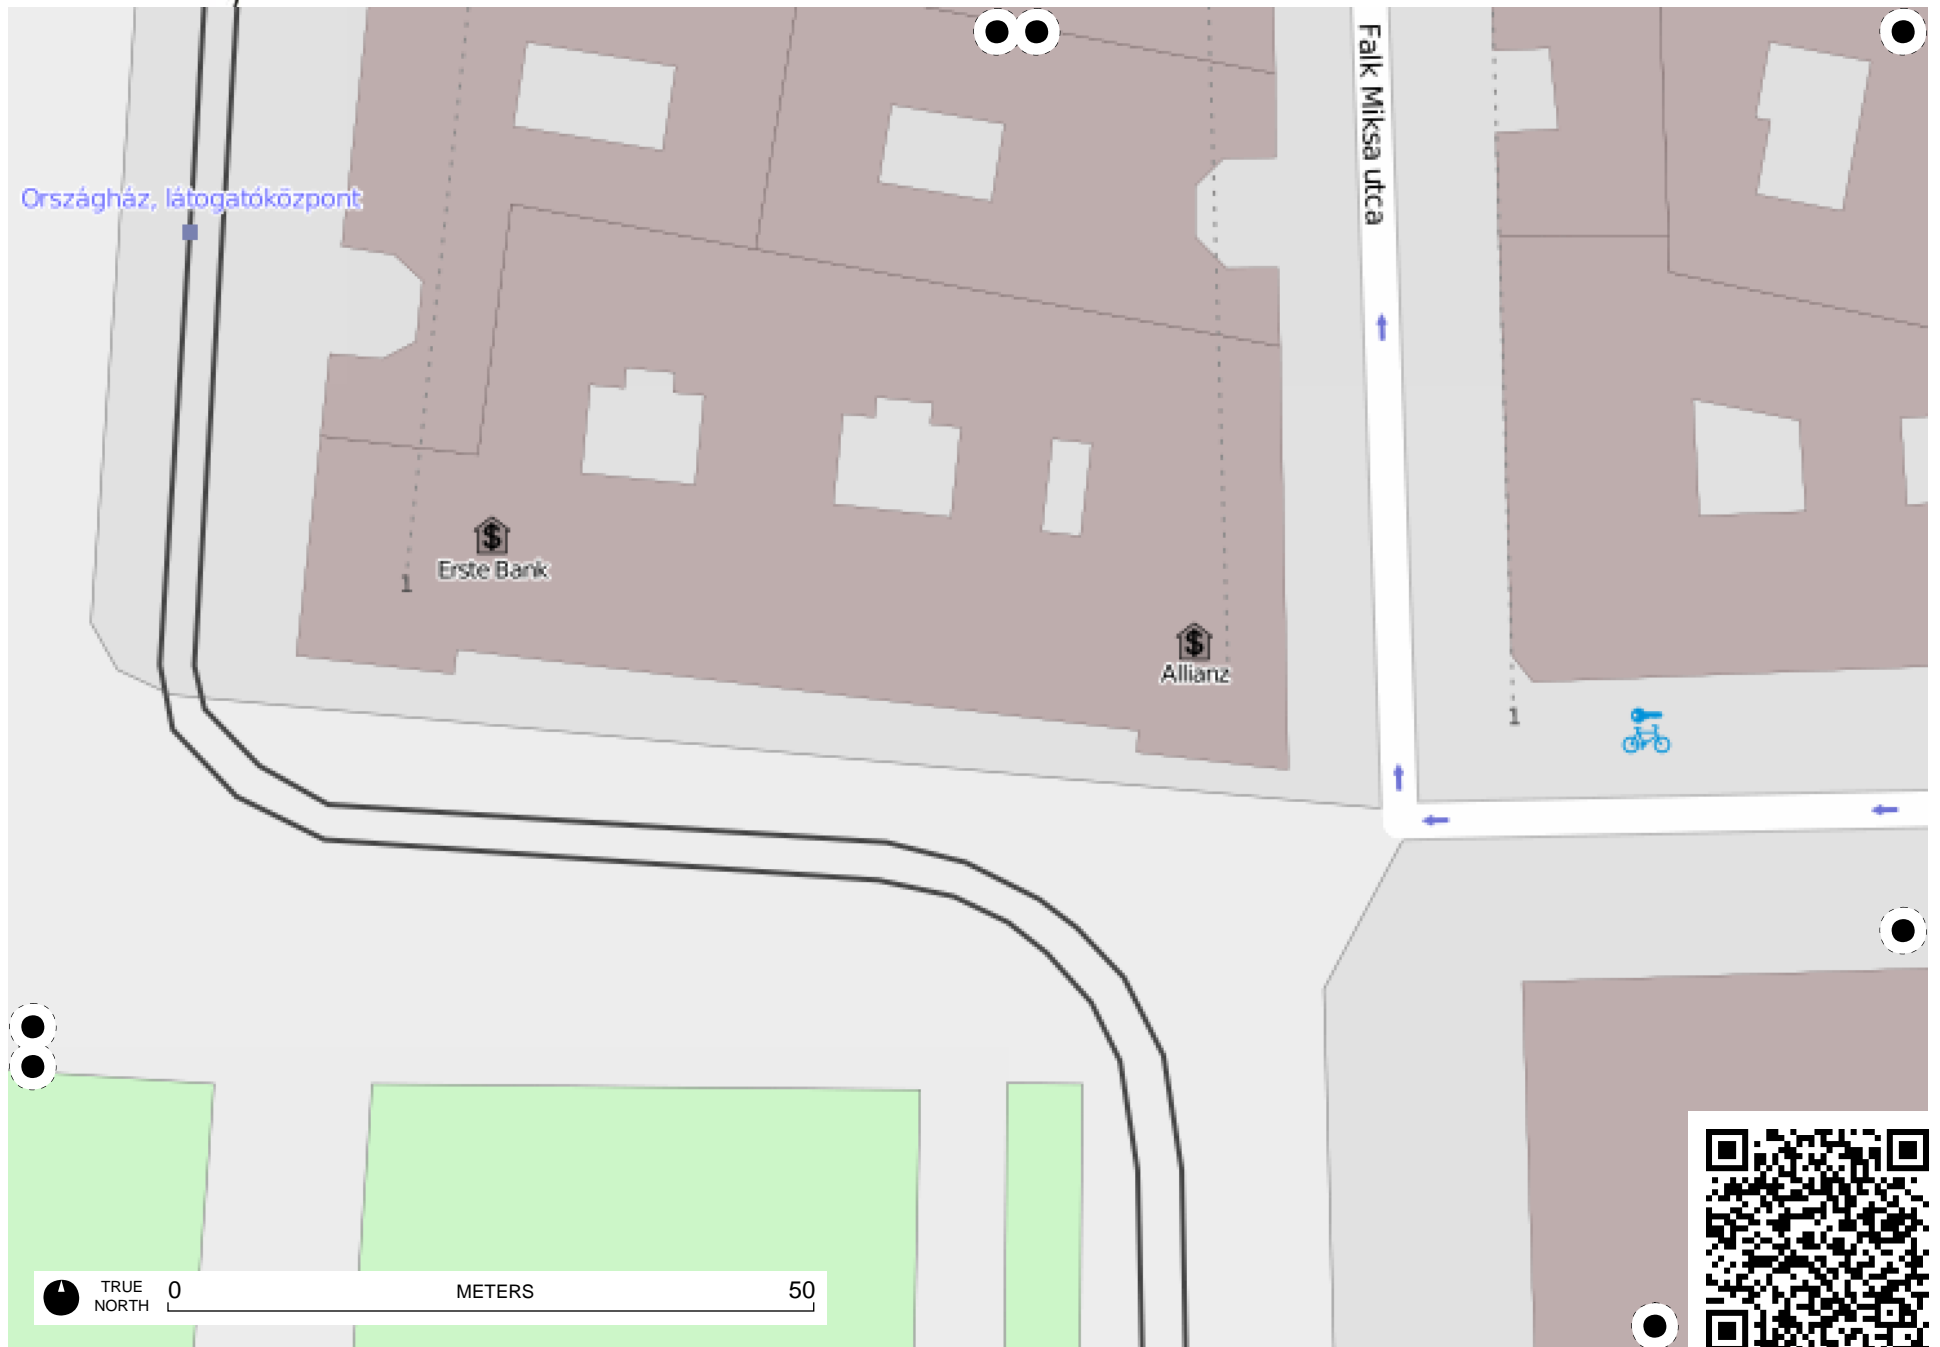 Falk Miksa utca
Országház, látogatóközpont
1
Erste Bank
Allianz
1
TRUE
NORTH
0
METERS
50